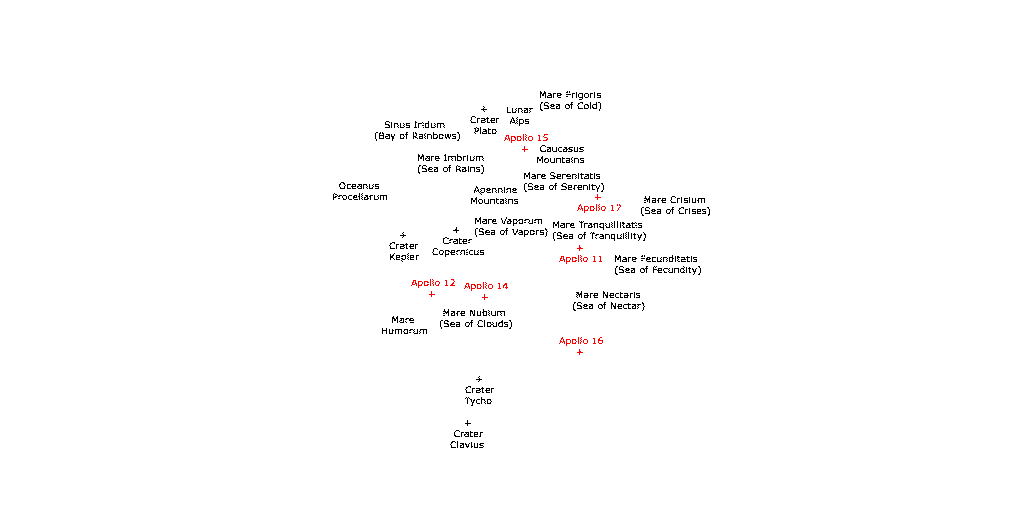 Mare Frigoris
(Sea of Cold)
Crater
Plato
Lunar
Alps
Sinus Iridum
(Bay of Rainbows)
Apollo 15
Caucasus
Mountains
Mare Imbrium
(Sea of Rains)
Mare Serenitatis
(Sea of Serenity)
Oceanus
Procellarum
Apennine
Mountains
Apollo 17
Mare Crisium
(Sea of Crises)
Mare Vaporum
(Sea of Vapors)
Mare Tranquillitatis
(Sea of Tranquility)
Crater
Kepler
Crater
Copernicus
Apollo 11
Mare Fecunditatis
(Sea of Fecundity)
Apollo 12
Apollo 14
Mare Nectaris
(Sea of Nectar)
Mare
Humorum
Mare Nubium
(Sea of Clouds)
Apollo 16
Crater
Tycho
Crater
Clavius